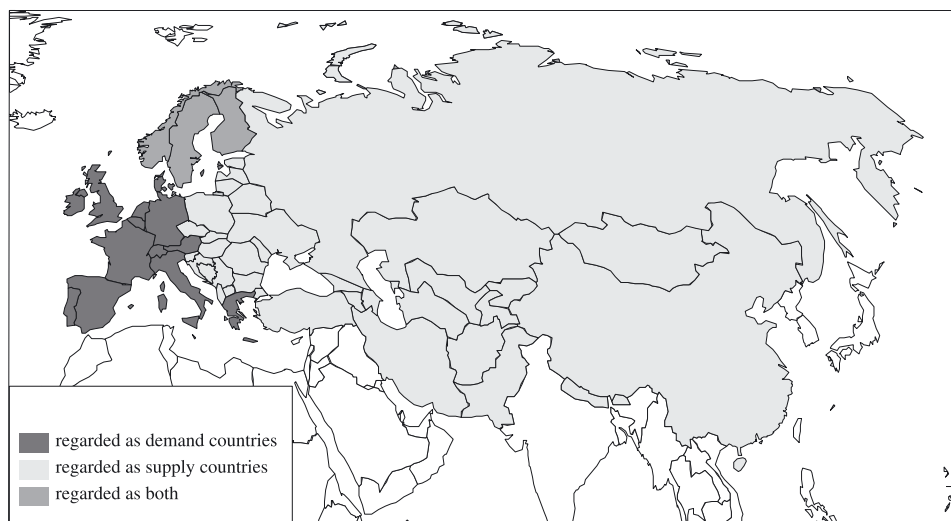 regarded as demand countries
regarded as supply countries
regarded as both